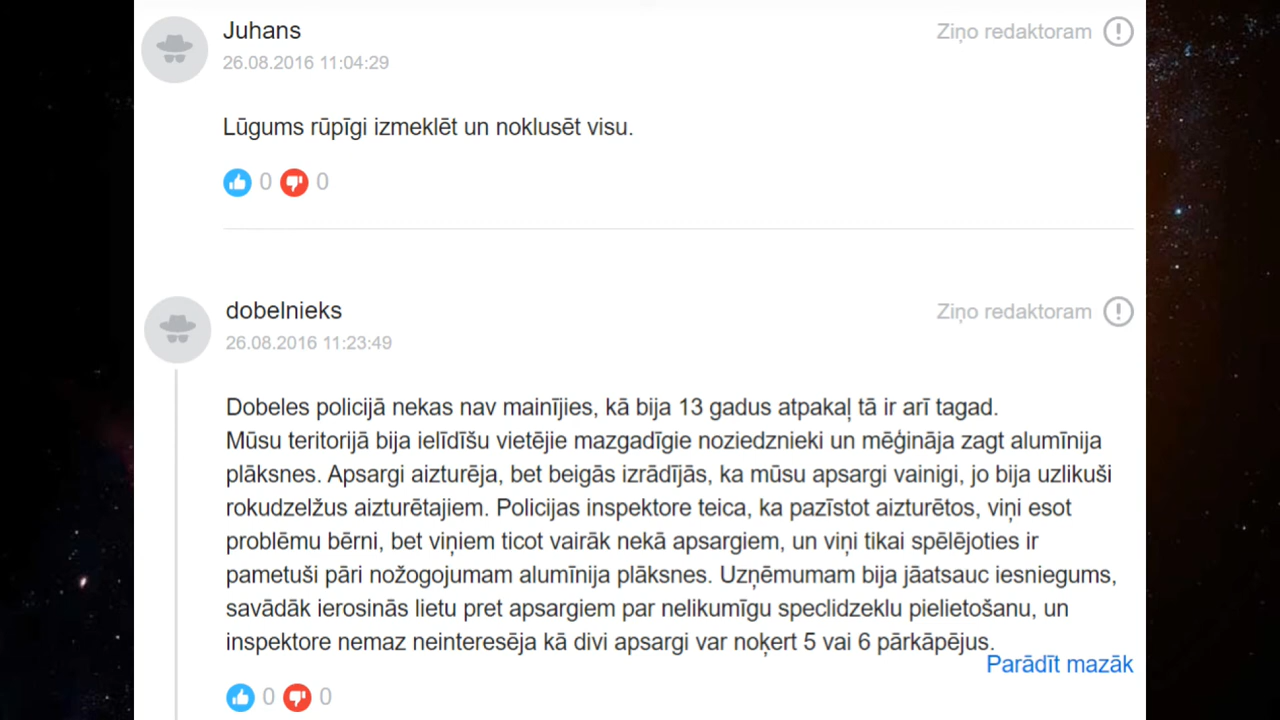 Juhans
Ziņo redaktoram
26.08.2016 11:04:29
Lūgums rūpīgi izmeklēt un noklusēt visu.
0 0
dobelnieks
Ziņo redaktoram
26.08.2016 11:23:49
Dobeles policijā nekas nav mainījies, kā bija 13 gadus atpakaļ tā ir arī tagad.
Mūsu teritorijā bija ielīdīšu vietējie mazgadīgie noziedznieki un mēģināja zagt alumīnija
plāksnes. Apsargi aizturēja, bet beigās izrādījās, ka mūsu apsargi vainigi, jo bija uzlikuši
rokudzelžus aizturētajiem. Policijas inspektore teica, ka pazīstot aizturētos, viņi esot
problēmu bērni, bet viņiem ticot vairāk nekā apsargiem, un viņi tikai spēlējoties ir
pametuši pāri nožogojumam alumīnija plāksnes. Uzņēmumam bija jāatsauc iesniegums,
savādāk ierosinās lietu pret apsargiem par nelikumīgu speclidzeklu pielietošanu, un
inspektore nemaz neinteresēja kā divi apsargi var noķert 5 vai 6 pārkāpējus.
Parādīt mazāk
0 0